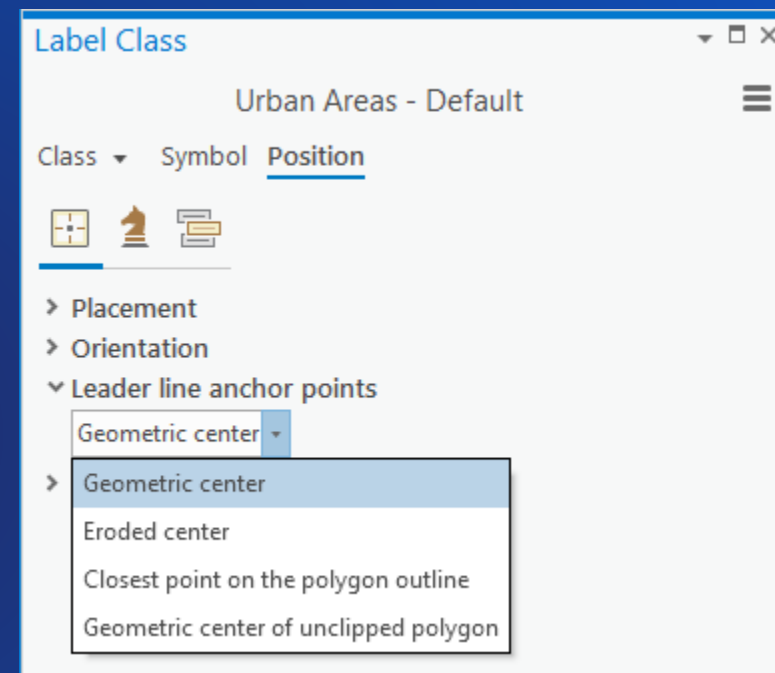 Label Class
Urban Areas - Default
Class Symbol Position
Placement
Orientation
Leader line anchor points
Geometric center
Geometric center
Eroded center
Closest point on the polygon outline
Geometric center of unclipped polygon